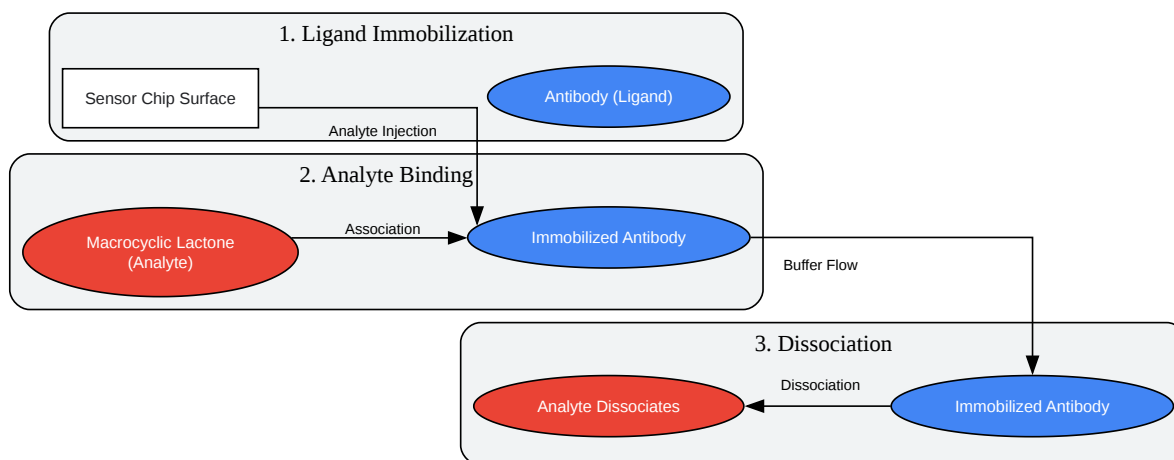 1. Ligand Immobilization
Sensor Chip Surface
Antibody (Ligand)
Analyte Injection
2. Analyte Binding
Macrocyclic Lactone
(Analyte)
Association
Immobilized Antibody
Buffer Flow
3. Dissociation
Analyte Dissociates
Dissociation
Immobilized Antibody